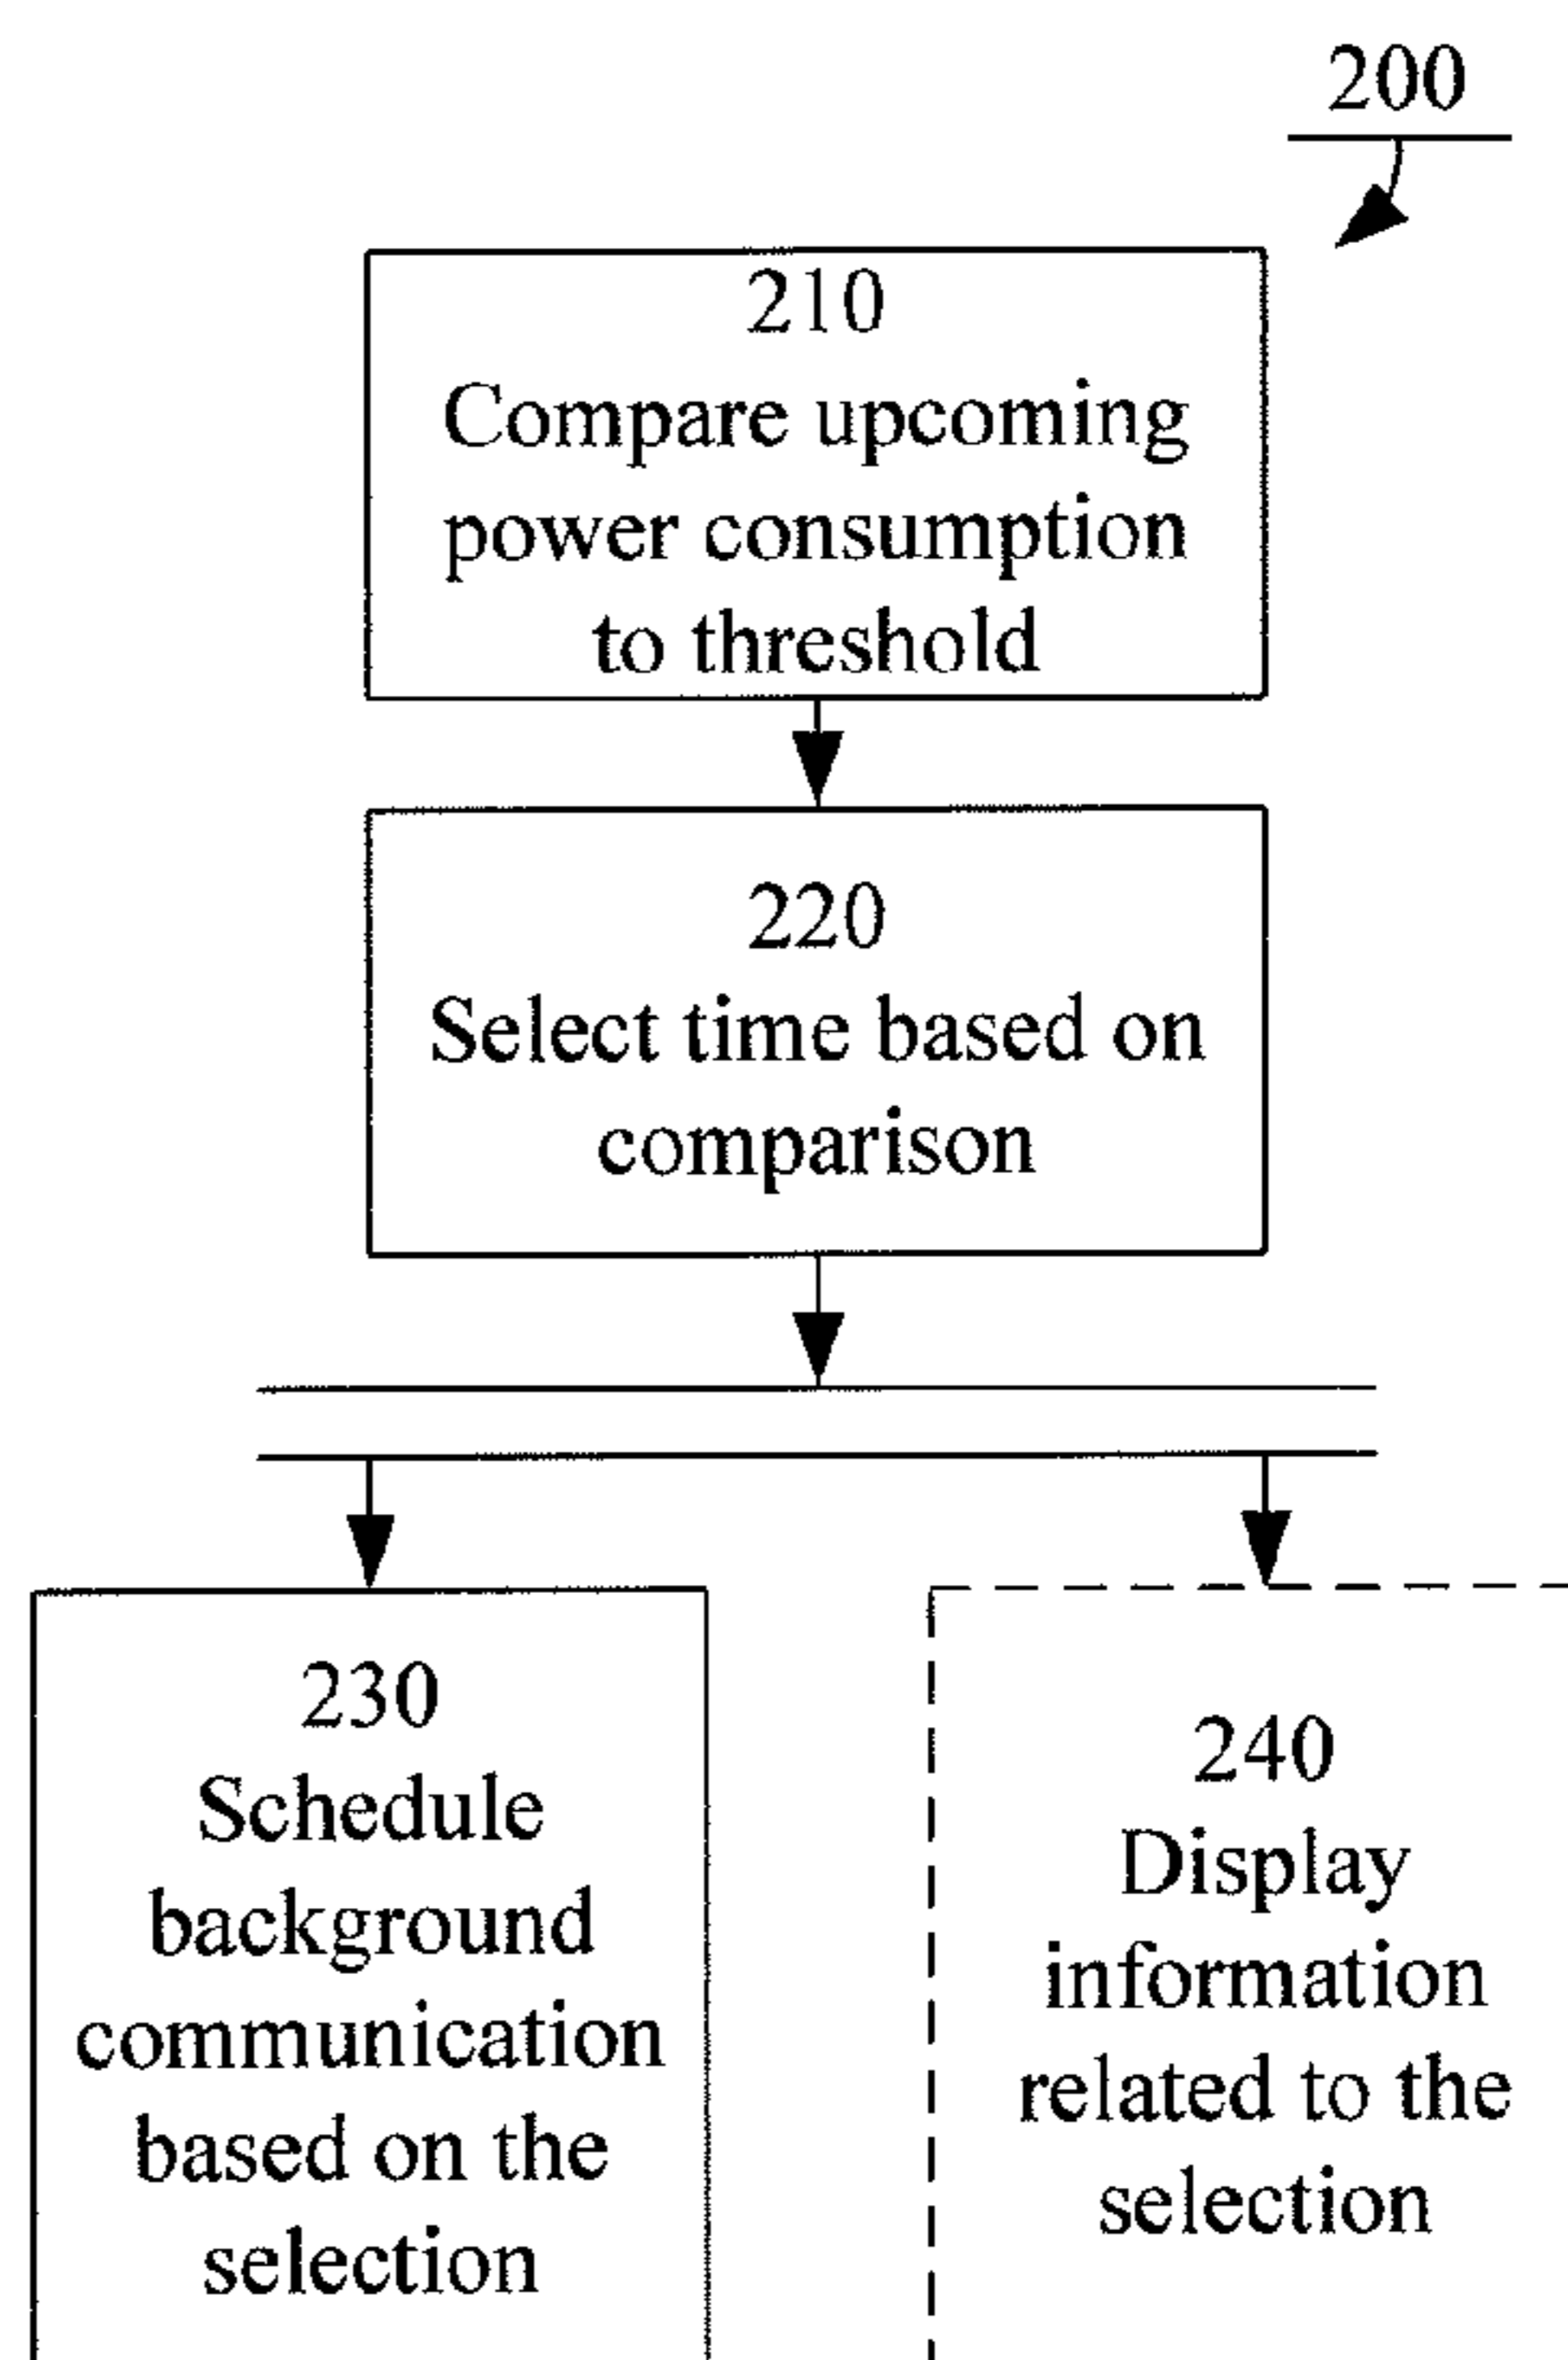 200
210
Compare upcoming
power consumption
to threshold
220
Select time based on
comparison
230
Schedule
background
communication
based on the
selection
240
Display
information
related to the
selection